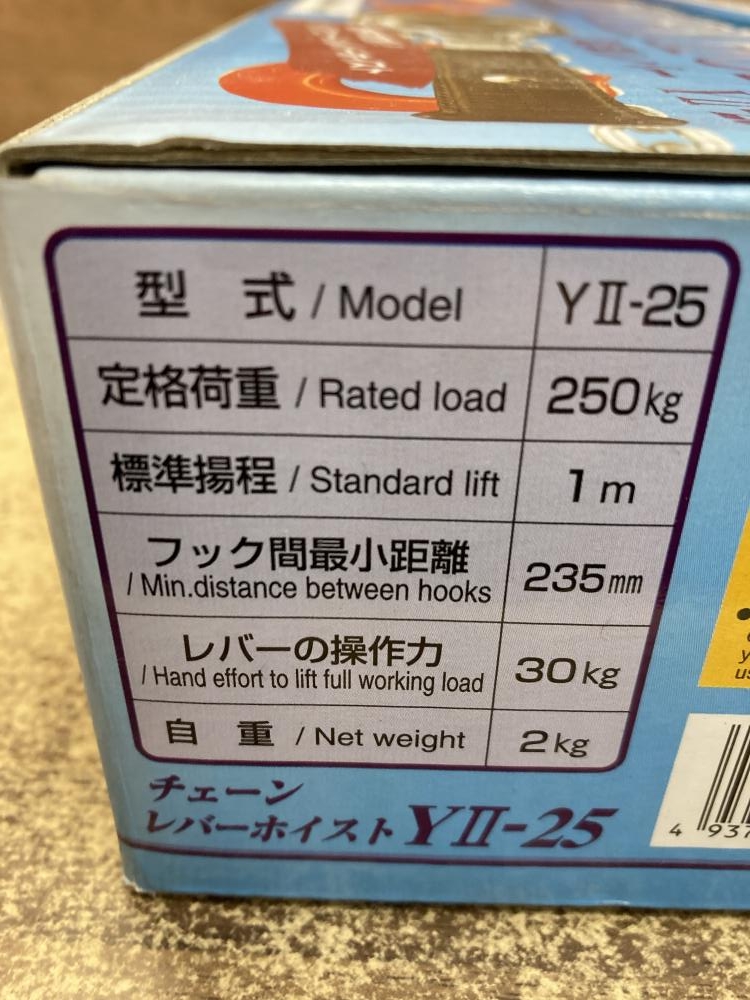 型 式 / Model YⅡ-25
定格荷重 / Rated load 250kg
標準揚程 / Standard lift 1 m
フック間最小距離
/ Min.distance between hooks 235mm
レバーの操作力
/ Hand effort to lift full working load 30kg
自 重 / Net weight 2kg
チェーン
レバーホイスト YⅡ-25
4 937